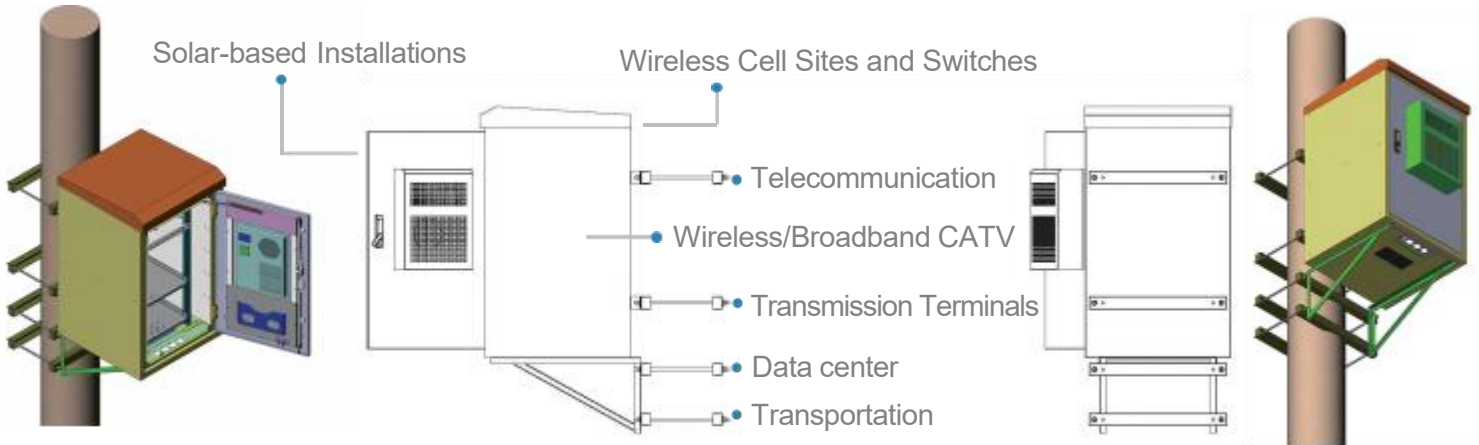 Solar-based Installations
Wireless Cell Sites and Switches
Telecommunication
Wireless/Broadband CATV
Transmission Terminals
Data center
Transportation